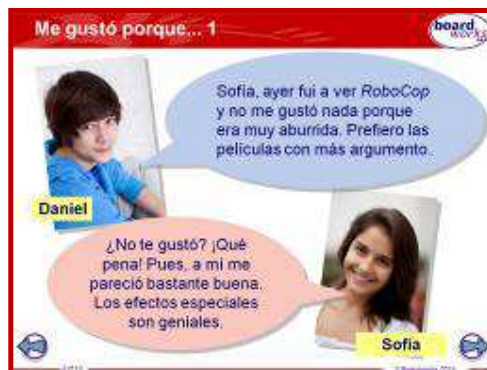 Me gustó porque... 1
board
works
Sofía, ayer fui a ver RoboCop
y no me gustó nada porque
era muy aburrida. Prefiero las
películas con más argumento.
Daniel
¿No te gustó? ¡Qué
pena! Pues, a mí me
pareció bastante buena.
Los efectos especiales
son geniales.
Sofía